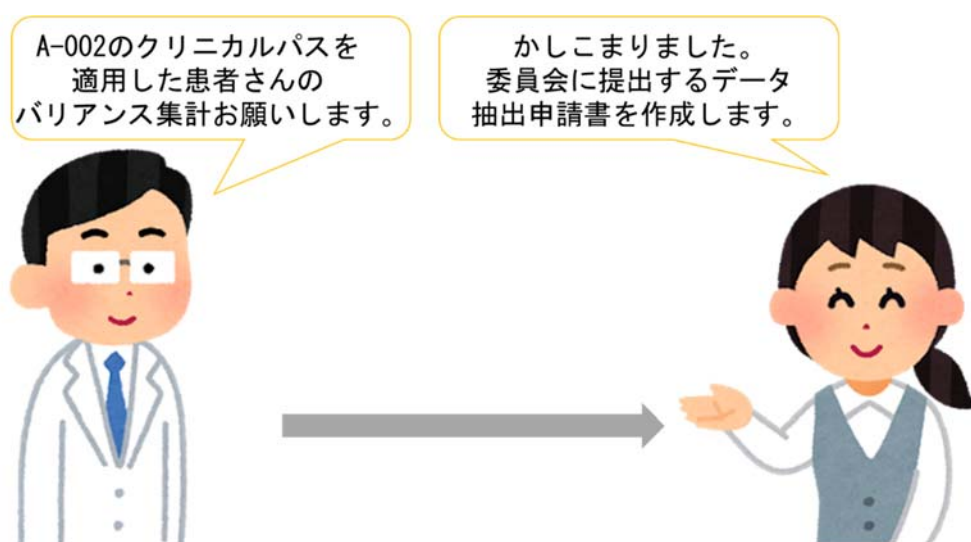 A-002のクリニカルパスを
適用した患者さんの
バリアンス集計お願いします。
かしこまりました。
委員会に提出するデータ
抽出申請書を作成します。